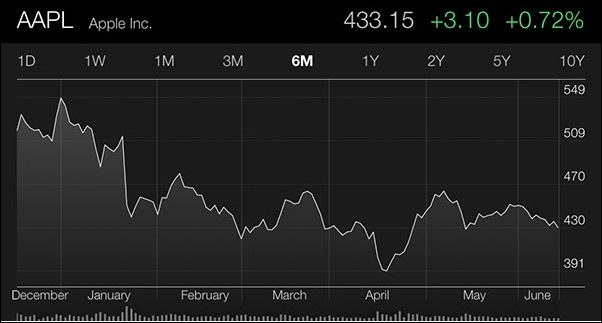 AAPL Apple Inc. 433.15 +3.10 +0.72%
1D 1W 1M 3M 6M 1Y 2Y 5Y 10Y
549
509
470
430
391
December January February March April May June